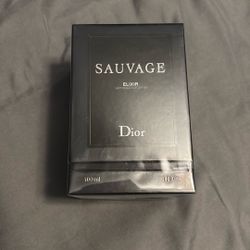 SAUVAGE
ELIXIR
Dior
100 ml